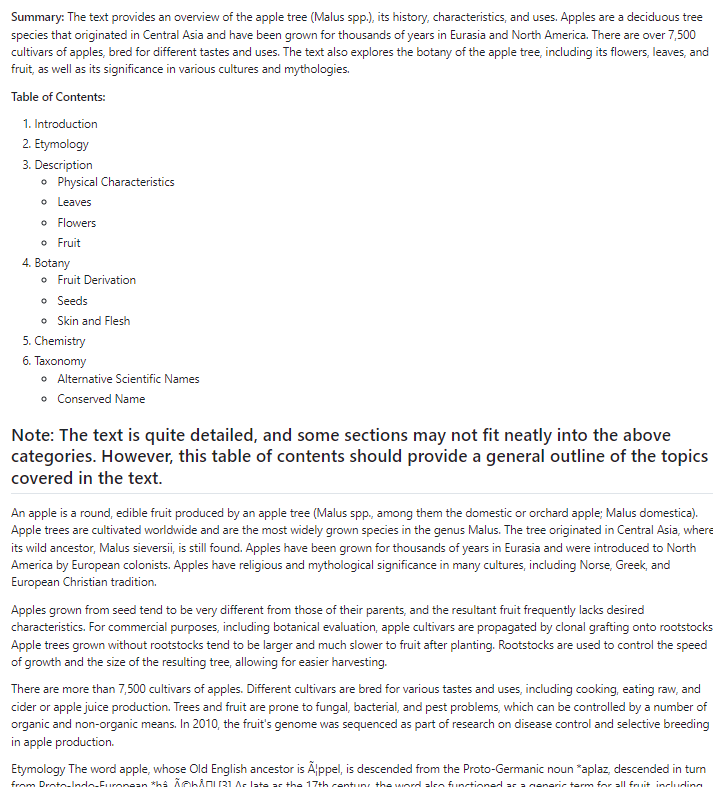 Summary: The text provides an overview of the apple tree (Malus spp.), its history, characteristics, and uses. Apples are a deciduous tree
species that originated in Central Asia and have been grown for thousands of years in Eurasia and North America. There are over 7,500
cultivars of apples, bred for different tastes and uses. The text also explores the botany of the apple tree, including its flowers, leaves, and
fruit, as well as its significance in various cultures and mythologies.
Table of Contents:
1. Introduction
2. Etymology
3. Description
Physical Characteristics
Leaves
Flowers
Fruit
4. Botany
Fruit Derivation
Seeds
Skin and Flesh
5. Chemistry
6. Taxonomy
Alternative Scientific Names
Conserved Name
Note: The text is quite detailed, and some sections may not fit neatly into the above
categories. However, this table of contents should provide a general outline of the topics
covered in the text.
An apple is a round, edible fruit produced by an apple tree (Malus spp., among them the domestic or orchard apple; Malus domestica).
Apple trees are cultivated worldwide and are the most widely grown species in the genus Malus. The tree originated in Central Asia, where
its wild ancestor, Malus sieversii, is still found. Apples have been grown for thousands of years in Eurasia and were introduced to North
America by European colonists. Apples have religious and mythological significance in many cultures, including Norse, Greek, and
European Christian tradition.
Apples grown from seed tend to be very different from those of their parents, and the resultant fruit frequently lacks desired
characteristics. For commercial purposes, including botanical evaluation, apple cultivars are propagated by clonal grafting onto rootstocks
Apple trees grown without rootstocks tend to be larger and much slower to fruit after planting. Rootstocks are used to control the speed
of growth and the size of the resulting tree, allowing for easier harvesting.
There are more than 7,500 cultivars of apples. Different cultivars are bred for various tastes and uses, including cooking, eating raw, and
cider or apple juice production. Trees and fruit are prone to fungal, bacterial, and pest problems, which can be controlled by a number of
organic and non-organic means. In 2010, the fruit's genome was sequenced as part of research on disease control and selective breeding
in apple production.
Etymology The word apple, whose Old English ancestor is Ã¦ppel, is descended from the Proto-Germanic noun *aplaz, descended in turn
from Proto-Indo-European [3] As late as the 17th century, the word also functioned as a generic term for all fruit, including